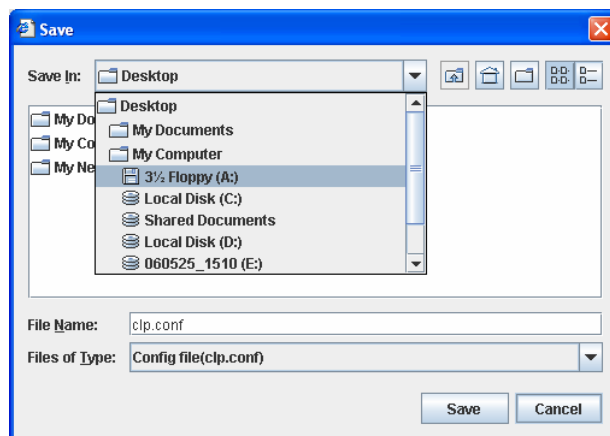 Save
Save In: Desktop
Desktop
My Documents
My Computer
3½ Floppy (A:)
Local Disk (C:)
Shared Documents
Local Disk (D:)
060525_1510 (E:)
My Do
My Co
My Ne
File Name: clp.conf
Files of Type: Config file(clp.conf)
Save Cancel